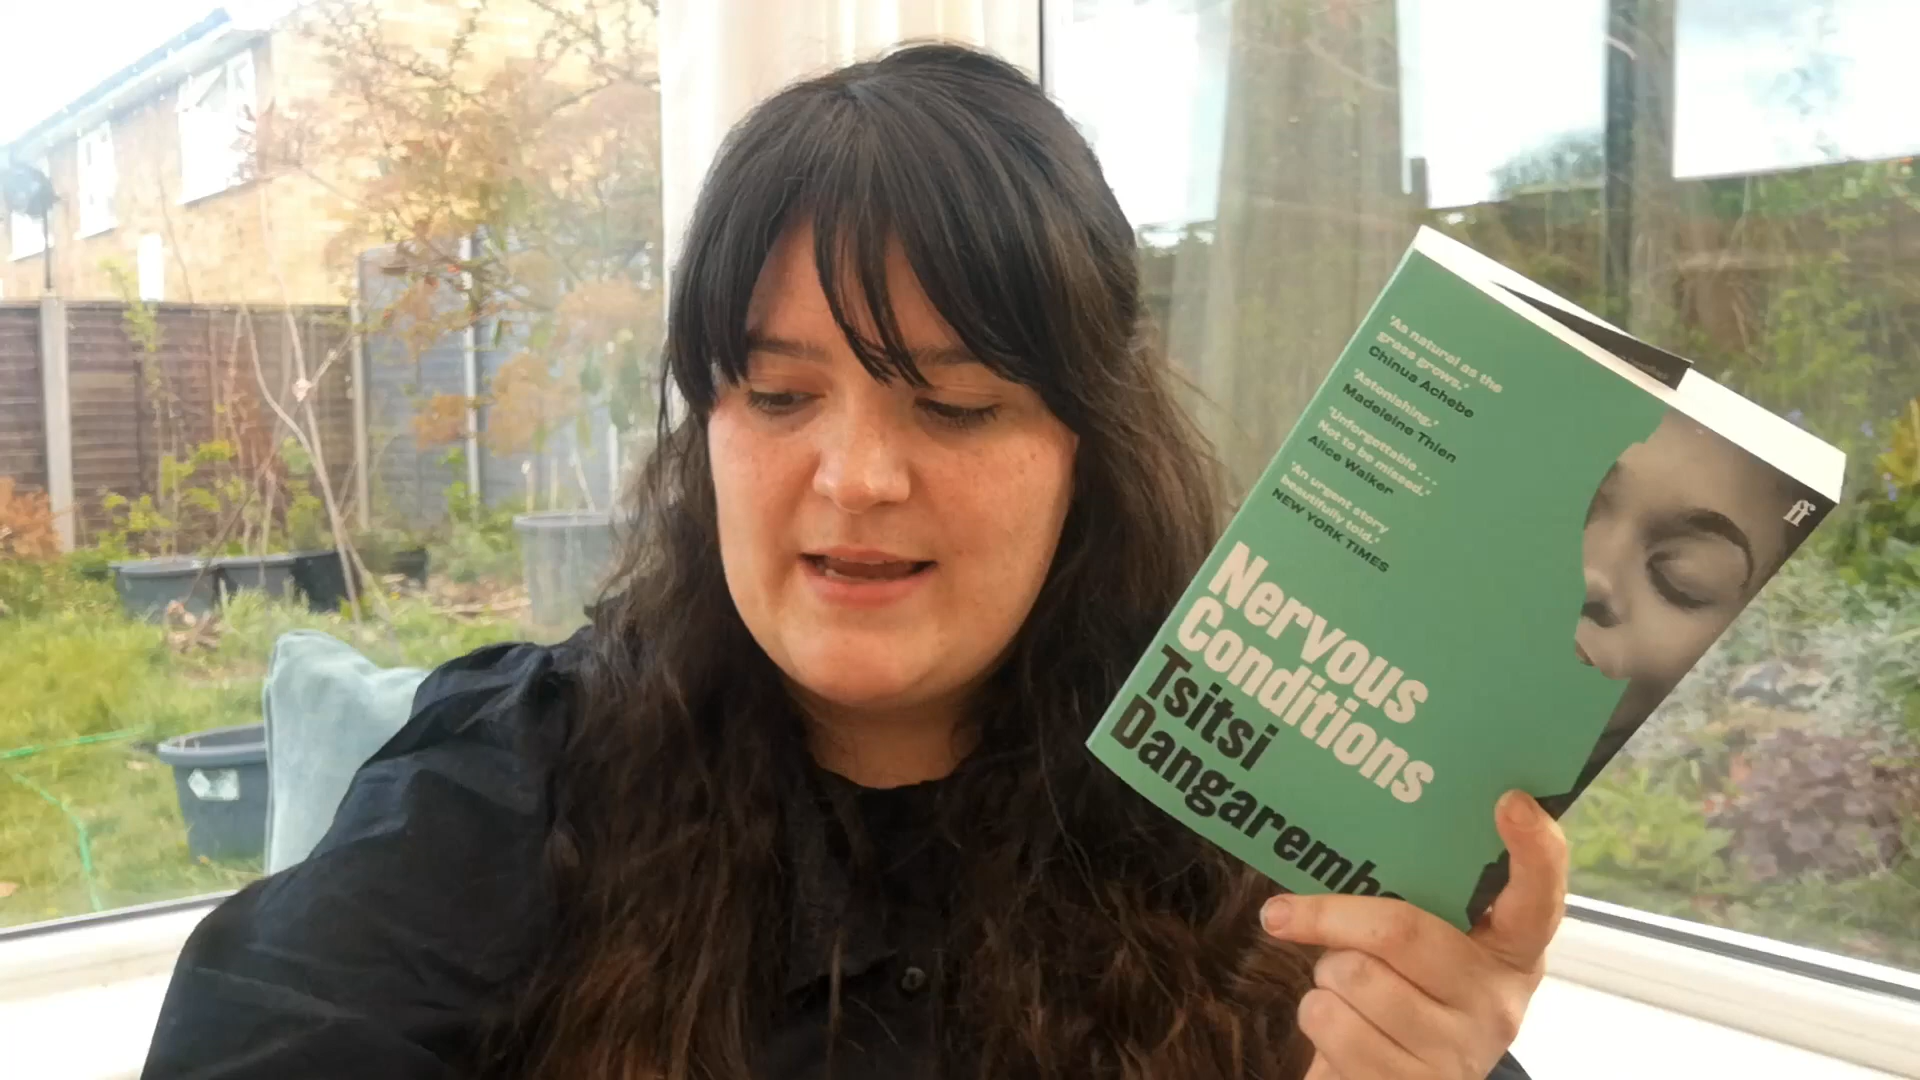 'As natural as the
grass grows.'
Chinua Achebe
'Astonishing.'
Madeleine Thien
'Unforgettable . . .
Not to be missed.'
Alice Walker
'An urgent story
beautifully told.'
NEW YORK TIMES
ff
Nervous
Conditions
Tsitsi
Dangaremb